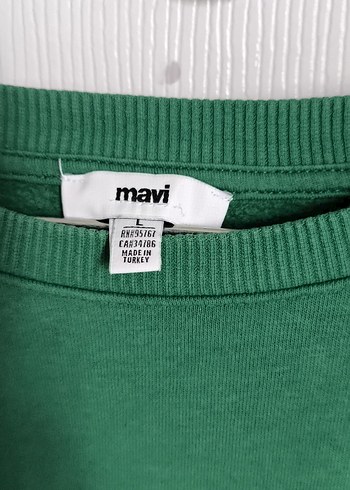 mavi
L
RN#95767
CA#34786
MADE IN
TURKEY